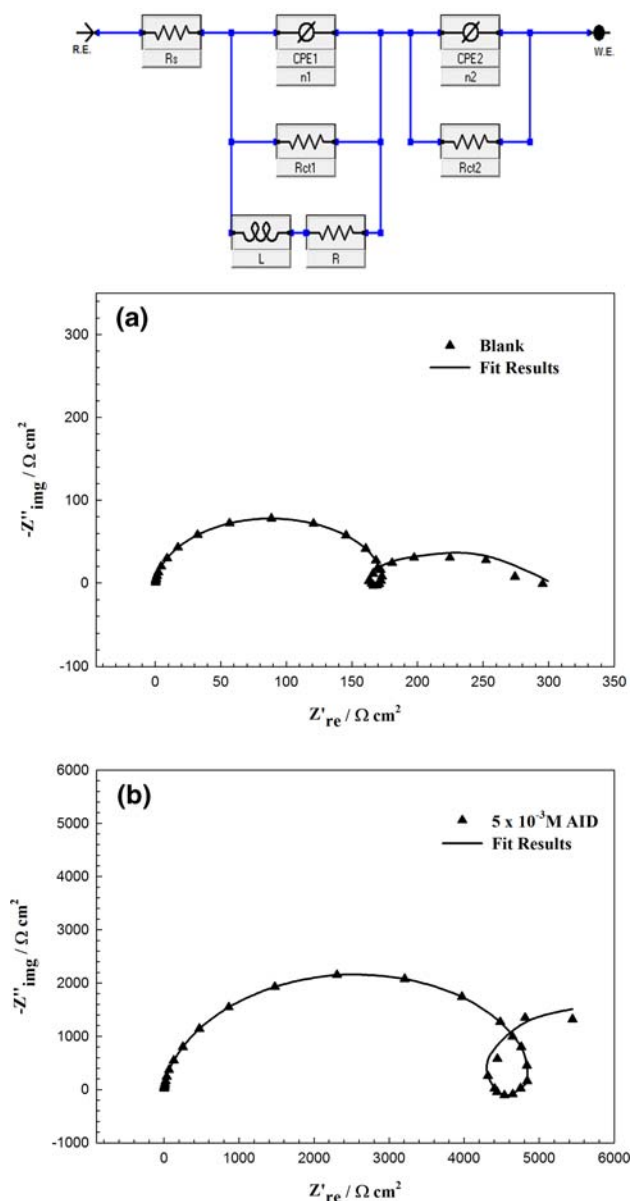 R.E.
Rs
CPE1
n1
CPE2
n2
W.E.
Rct1
Rct2
L
R
(a)
Blank
Fit Results
-Z''img / Ω cm²
300
200
100
0
-100
0 50 100 150 200 250 300 350
Z're / Ω cm²
(b)
5 x 10⁻³M AID
Fit Results
-Z''img / Ω cm²
6000
5000
4000
3000
2000
1000
0
-1000
0 1000 2000 3000 4000 5000 6000
Z're / Ω cm²